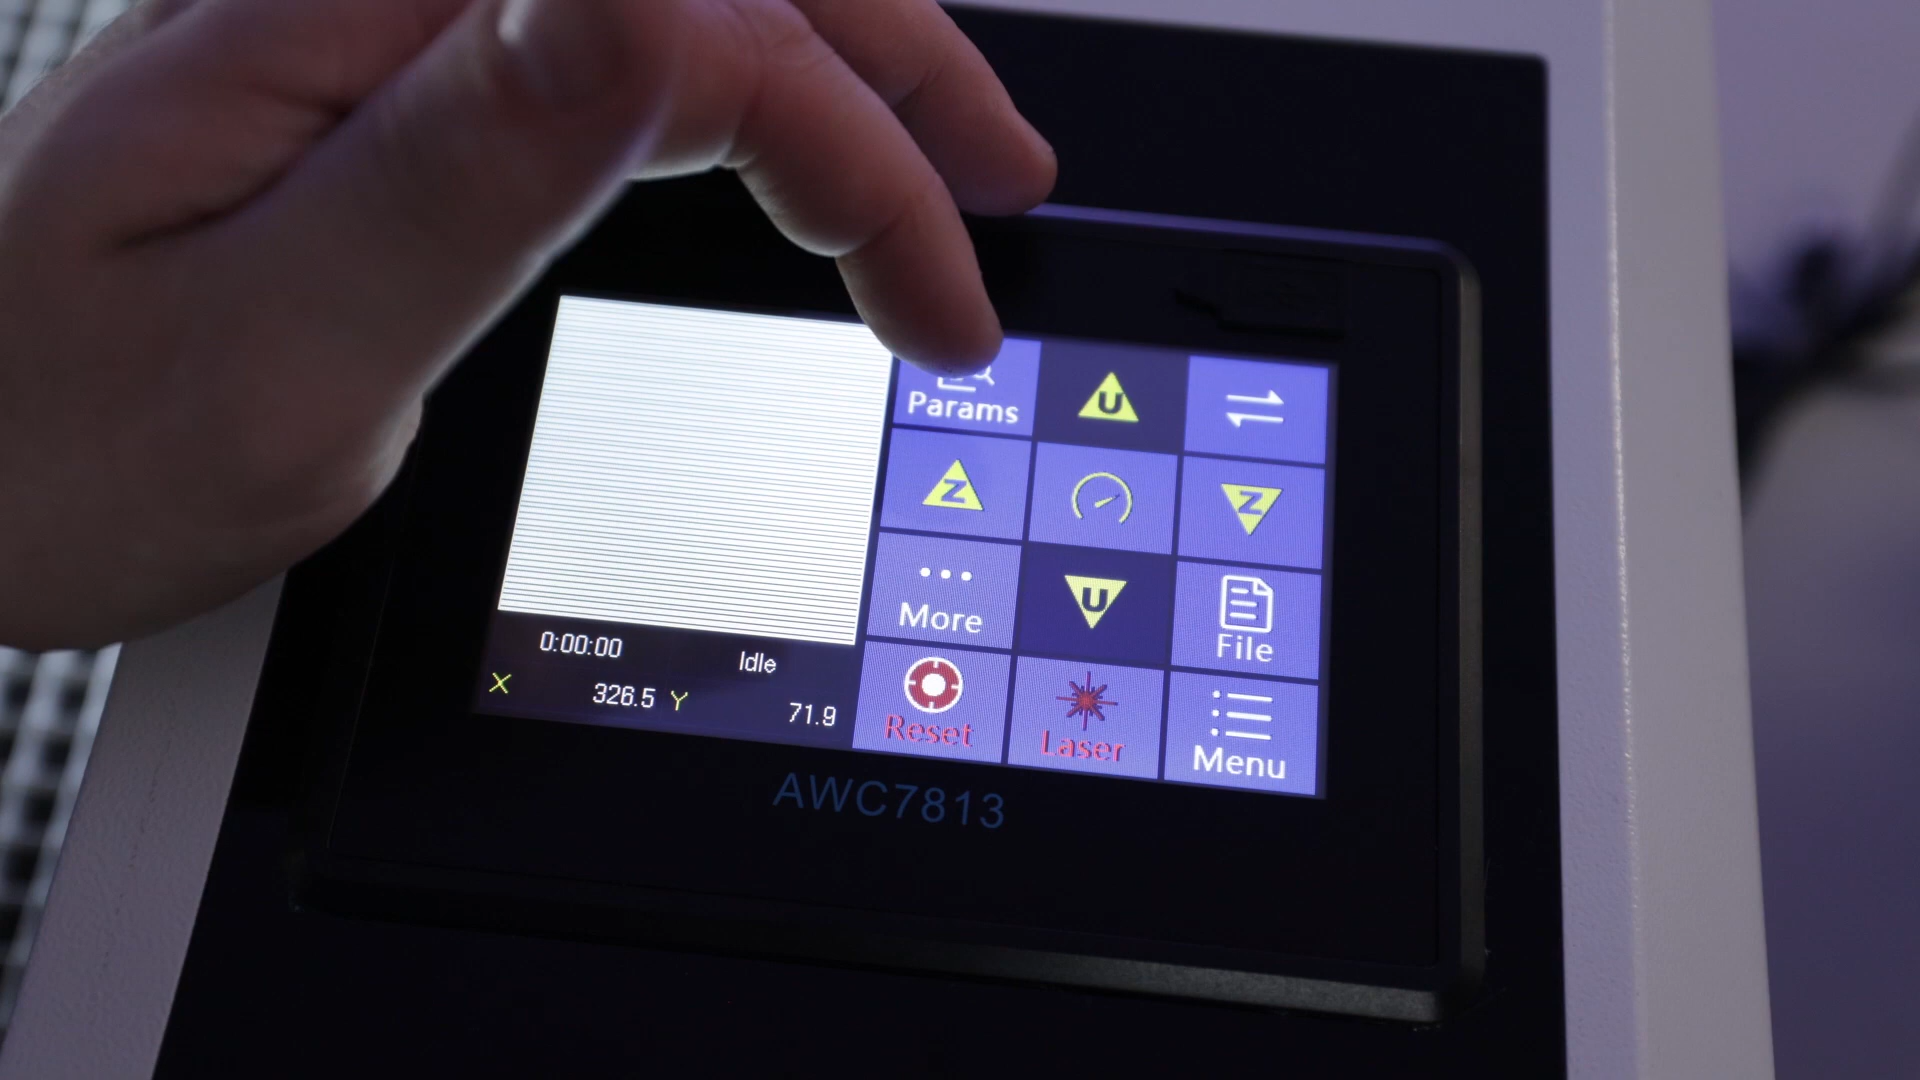 Params
U
Z
Z
More
U
File
0:00:00 Idle
X 326.5 Y 71.9
Reset
Laser
Menu
AWC7813